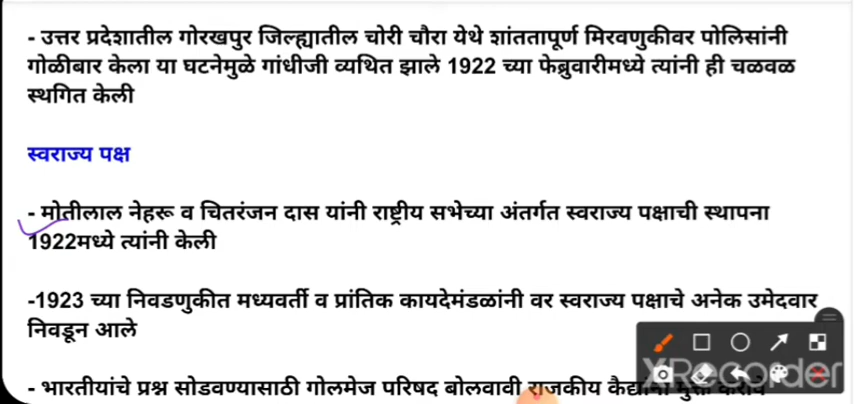 - उत्तर प्रदेशातील गोरखपुर जिल्ह्यातील चोरी चौरा येथे शांततापूर्ण मिरवणुकीवर पोलिसांनी
गोळीबार केला या घटनेमुळे गांधीजी व्यथित झाले 1922 च्या फेब्रुवारीमध्ये त्यांनी ही चळवळ
स्थगित केली
स्वराज्य पक्ष
- मोतीलाल नेहरू व चितरंजन दास यांनी राष्ट्रीय सभेच्या अंतर्गत स्वराज्य पक्षाची स्थापना
1922मध्ये त्यांनी केली
-1923 च्या निवडणुकीत मध्यवर्ती व प्रांतिक कायदेमंडळांनी वर स्वराज्य पक्षाचे अनेक उमेदवार
निवडून आले
- भारतीयांचे प्रश्न सोडवण्यासाठी गोलमेज परिषद बोलवावी राजकीय कैद्यांना मुक्त करावे
XRecorder